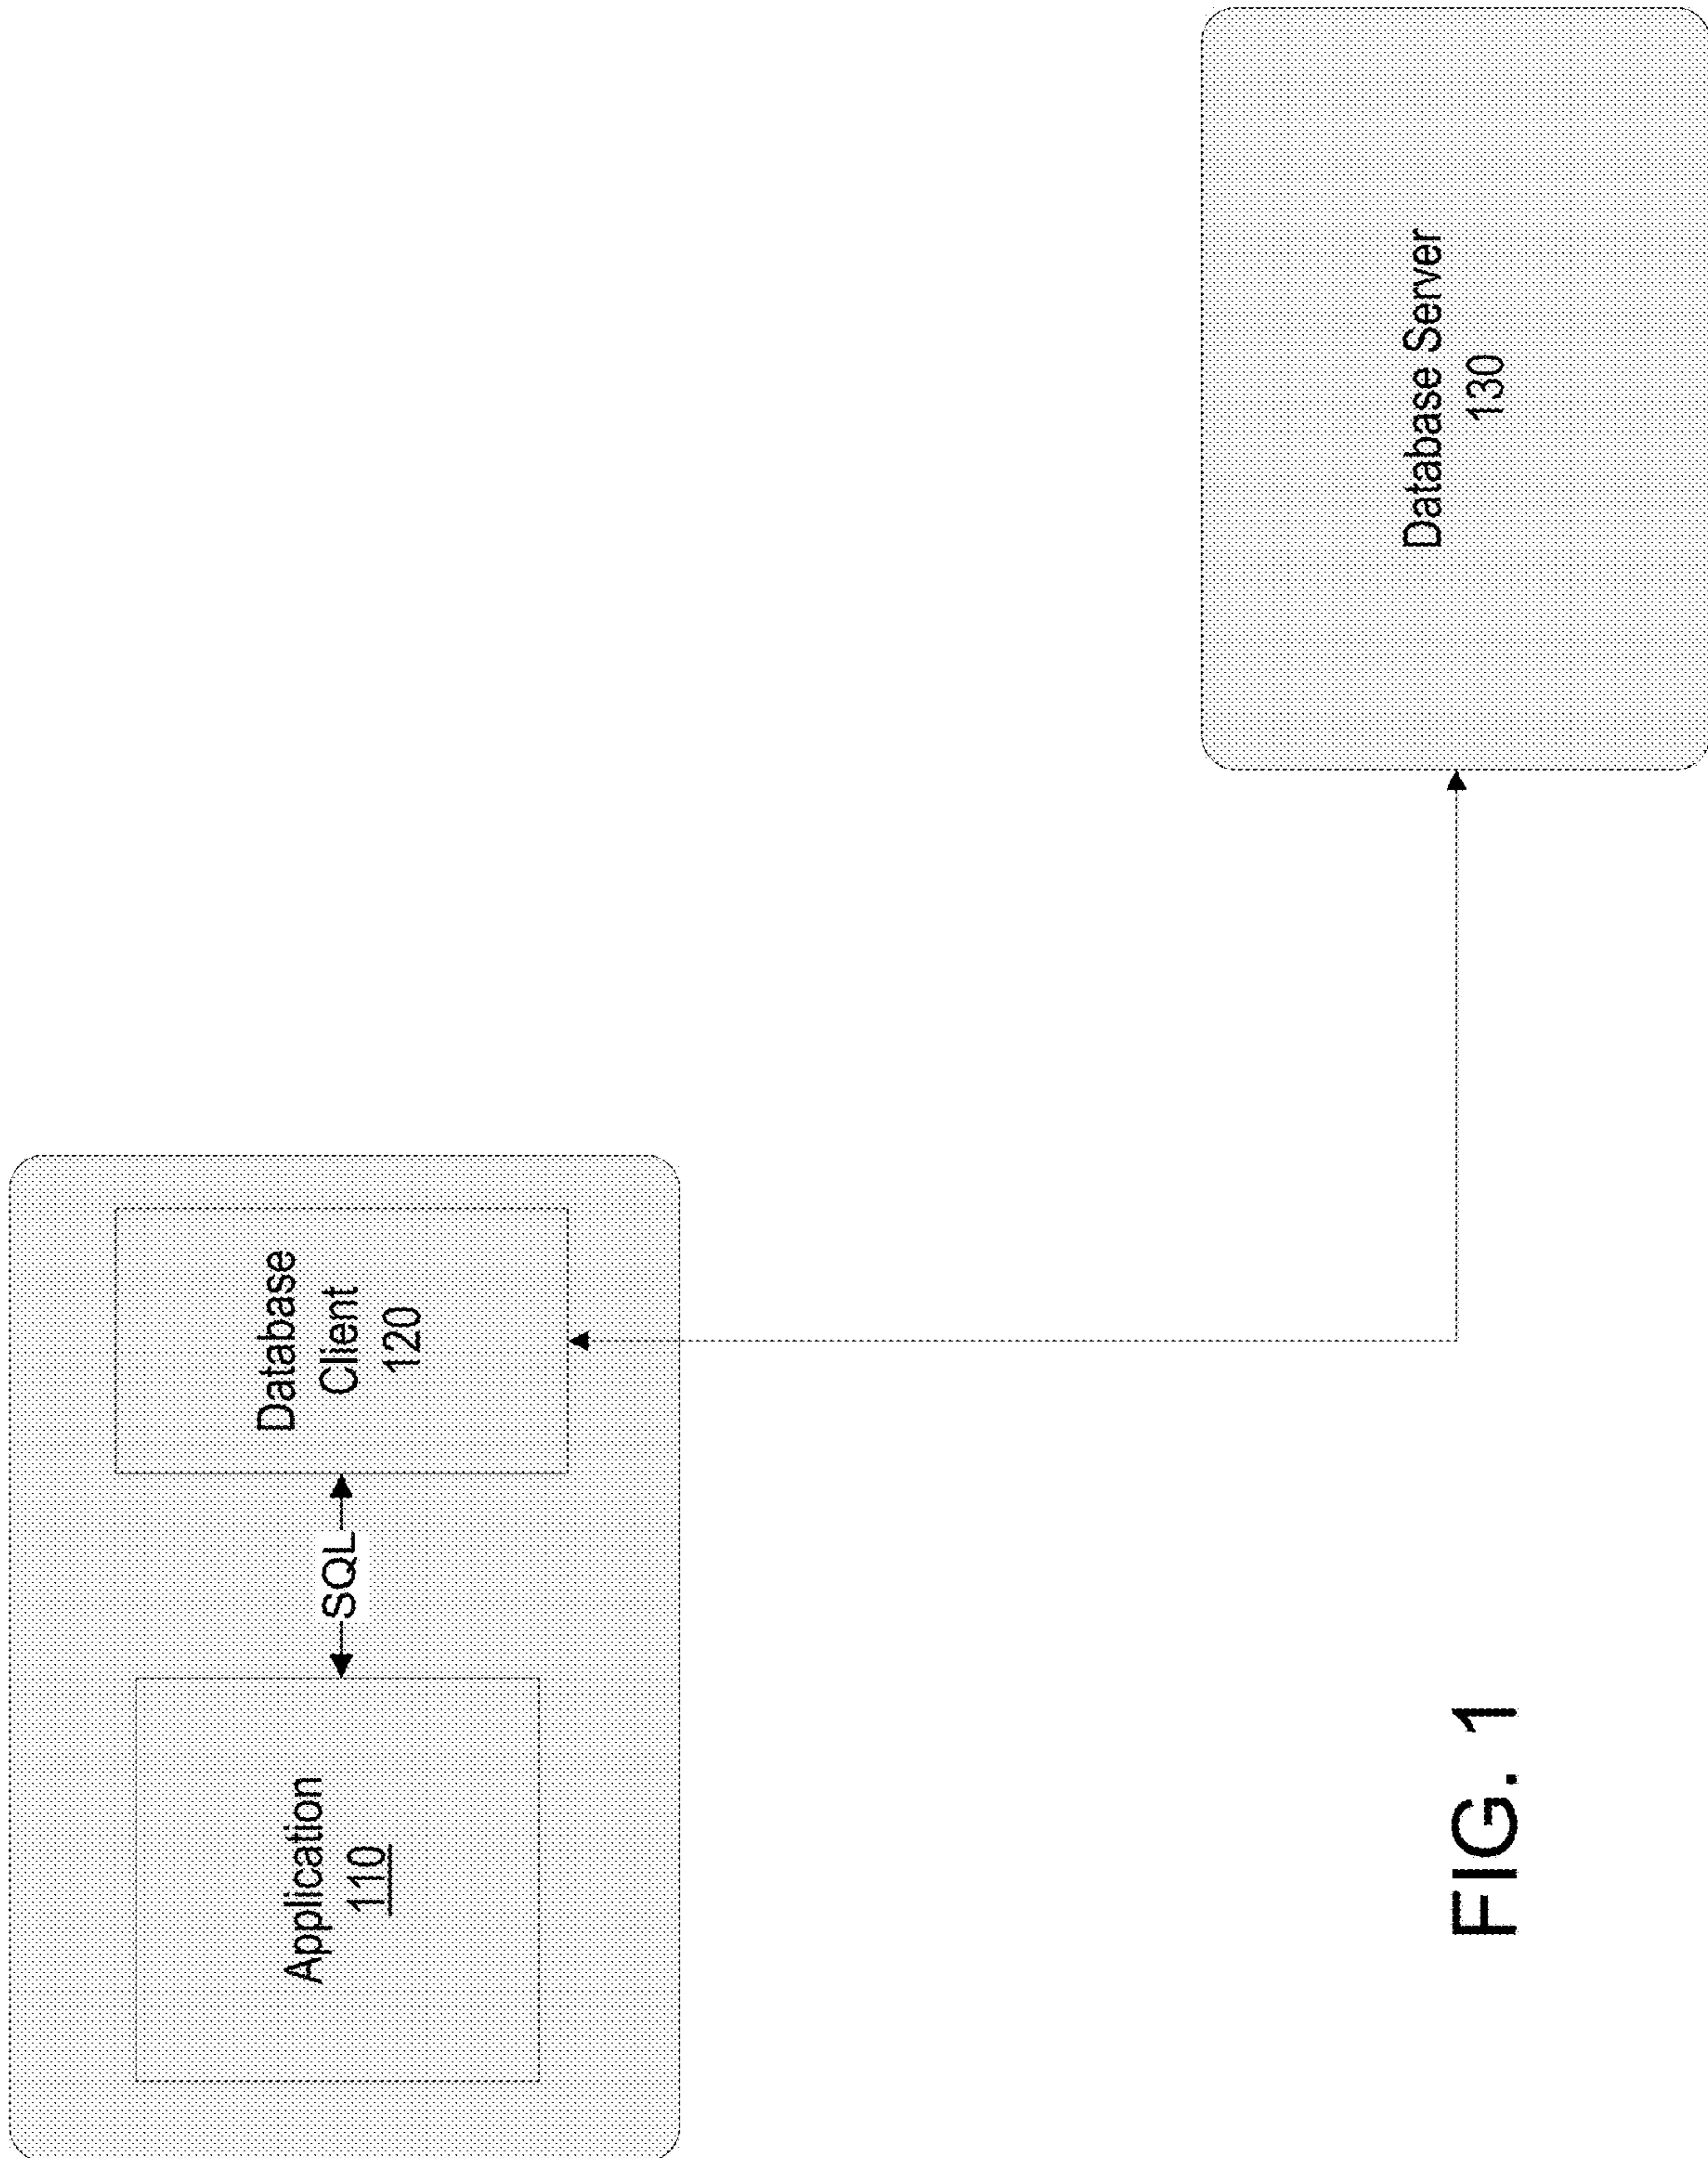 Application
110
SQL
Database
Client
120
Database Server
130
FIG. 1